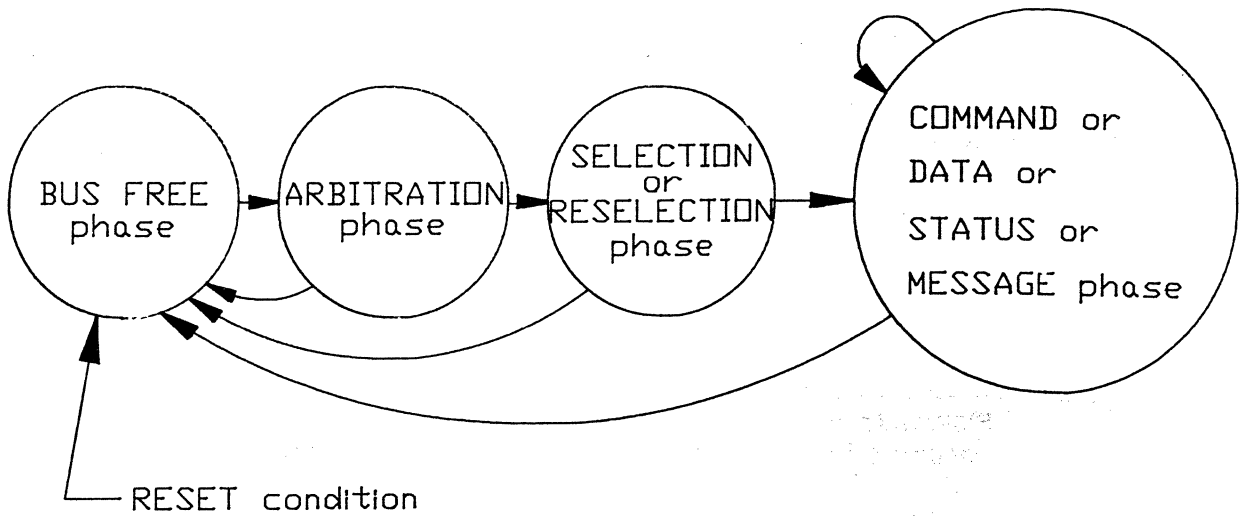 BUS FREE
phase
ARBITRATION
phase
SELECTION
or
RESELECTION
phase
COMMAND or
DATA or
STATUS or
MESSAGE phase
RESET condition